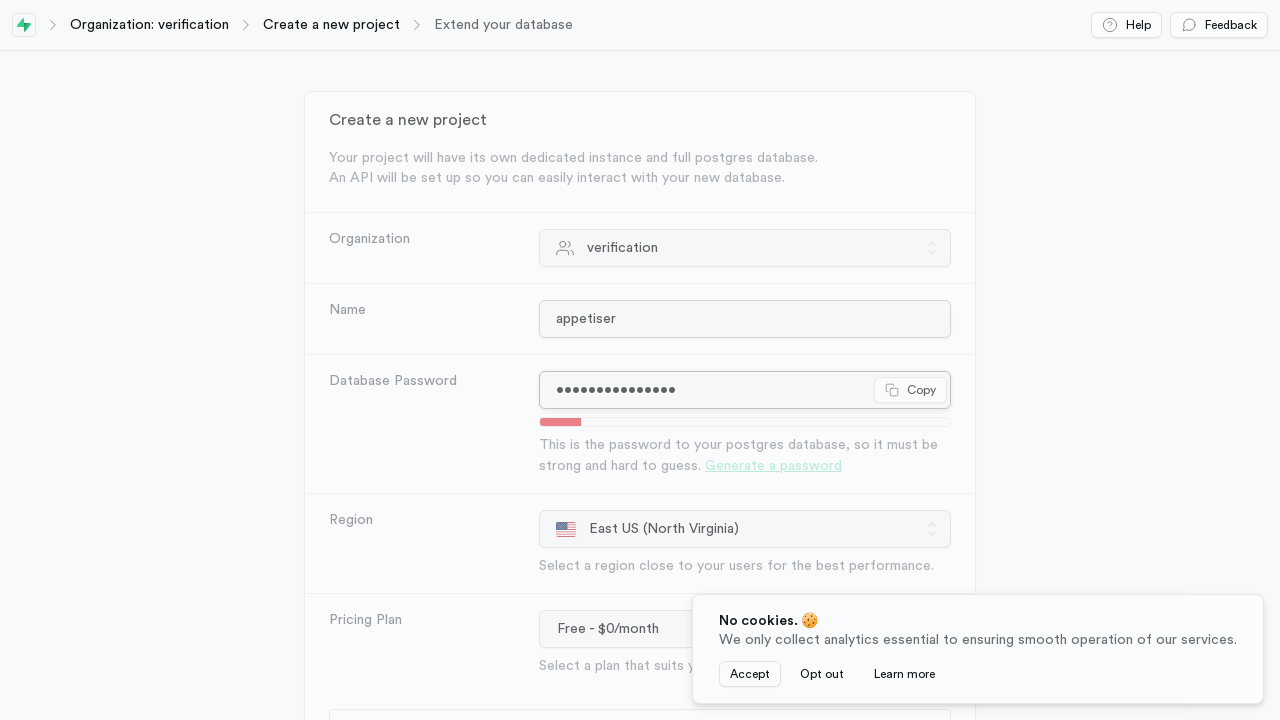 Organization: verification
Create a new project
Extend your database
Help
Feedback
Create a new project
Your project will have its own dedicated instance and full postgres database.
An API will be set up so you can easily interact with your new database.
Organization
verification
Name
appetiser
Database Password
•••••••••••••••
Copy
This is the password to your postgres database, so it must be
strong and hard to guess. Generate a password
Region
East US (North Virginia)
Select a region close to your users for the best performance.
Pricing Plan
Free - $0/month
Select a plan that suits
No cookies. 🍪
We only collect analytics essential to ensuring smooth operation of our services.
Accept
Opt out
Learn more